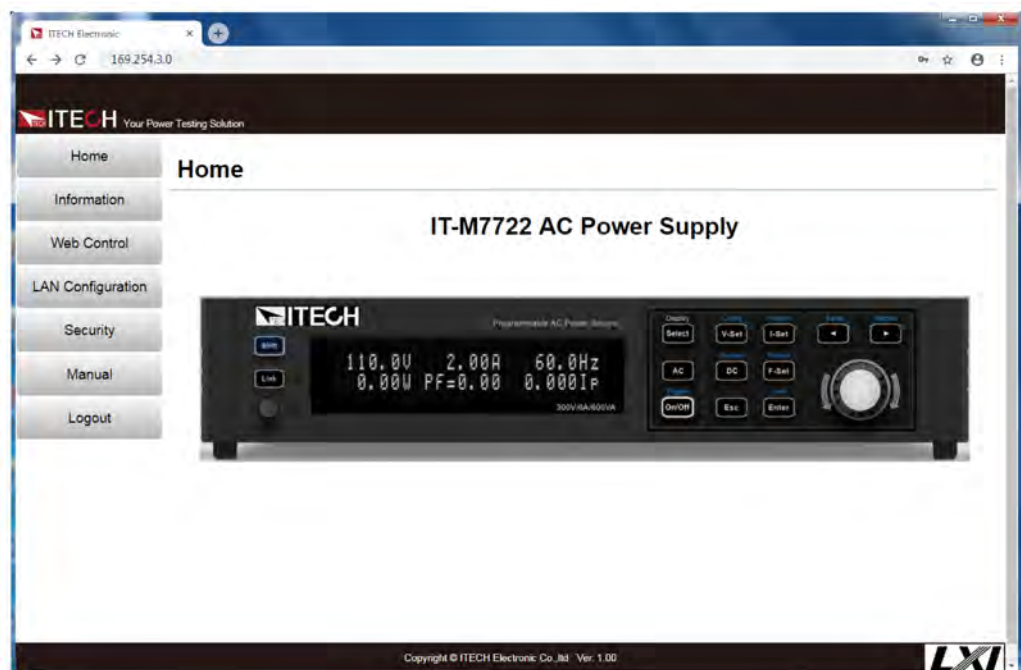 ITECH Electronic
169.254.3.0
ITECH Your Power Testing Solution
Home
Information
Web Control
LAN Configuration
Security
Manual
Logout
Home
IT-M7722 AC Power Supply
ITECH
Programmable AC Power Source
Shift
Link
110.0V 2.00A 60.0Hz
0.00W PF=0.00 0.000Ip
300V/6A/600VA
Display
Select V-Set I-Set
AC DC F-Set
On/Off Esc Enter
Copyright © ITECH Electronic Co.,ltd Ver. 1.00
LXI